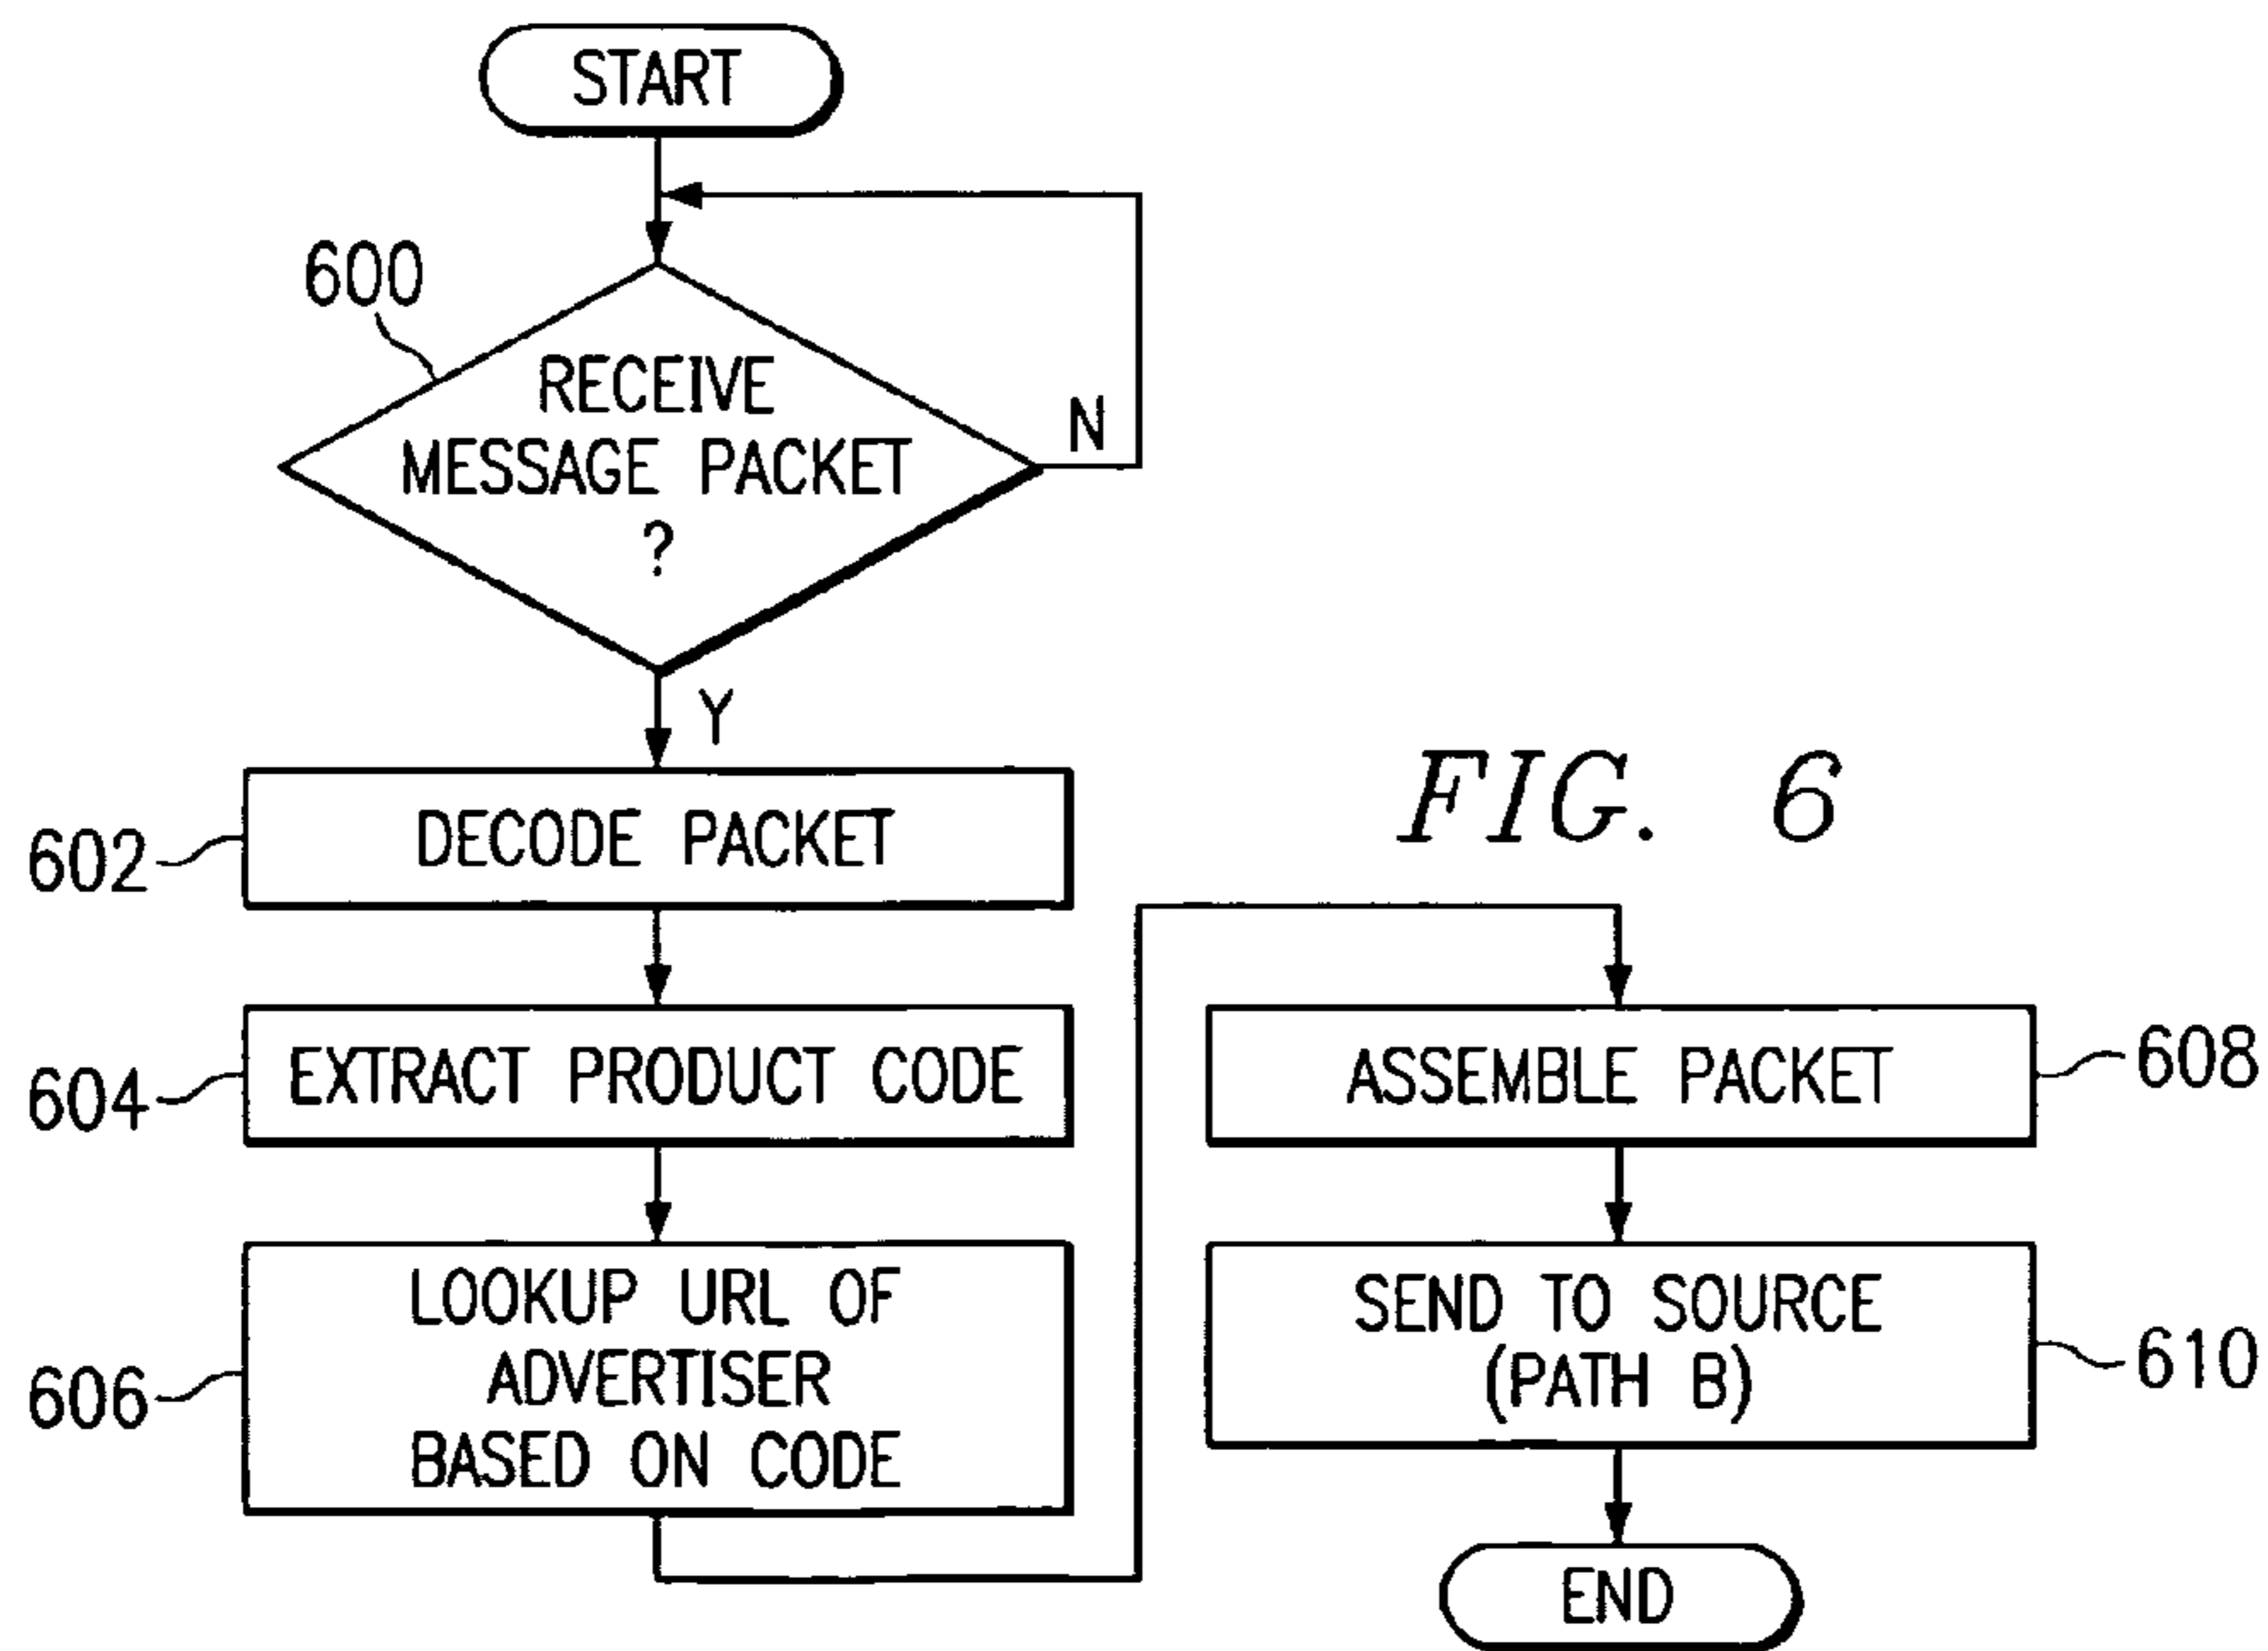 START
600
RECEIVE
MESSAGE PACKET
?
N
Y
602
DECODE PACKET
604
EXTRACT PRODUCT CODE
606
LOOKUP URL OF
ADVERTISER
BASED ON CODE
FIG. 6
ASSEMBLE PACKET
608
SEND TO SOURCE
(PATH B)
610
END